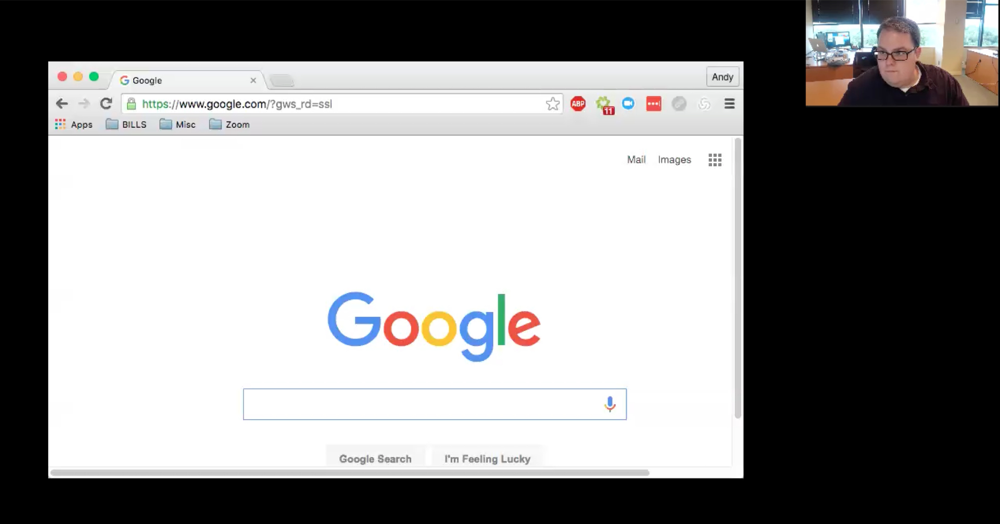 Google
Andy
https://www.google.com/?gws_rd=ssl
ABP
11
Apps BILLS Misc Zoom
Mail Images
Google
Google Search I'm Feeling Lucky